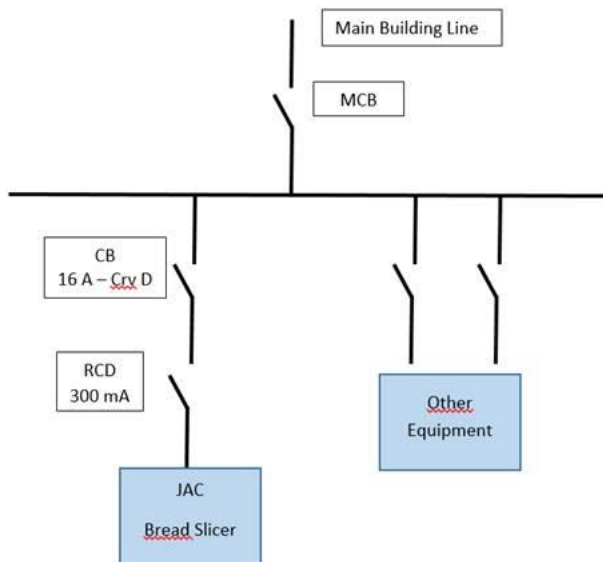 Main Building Line
MCB
CB
16 A – Crv D
RCD
300 mA
Other
Equipment
JAC
Bread Slicer